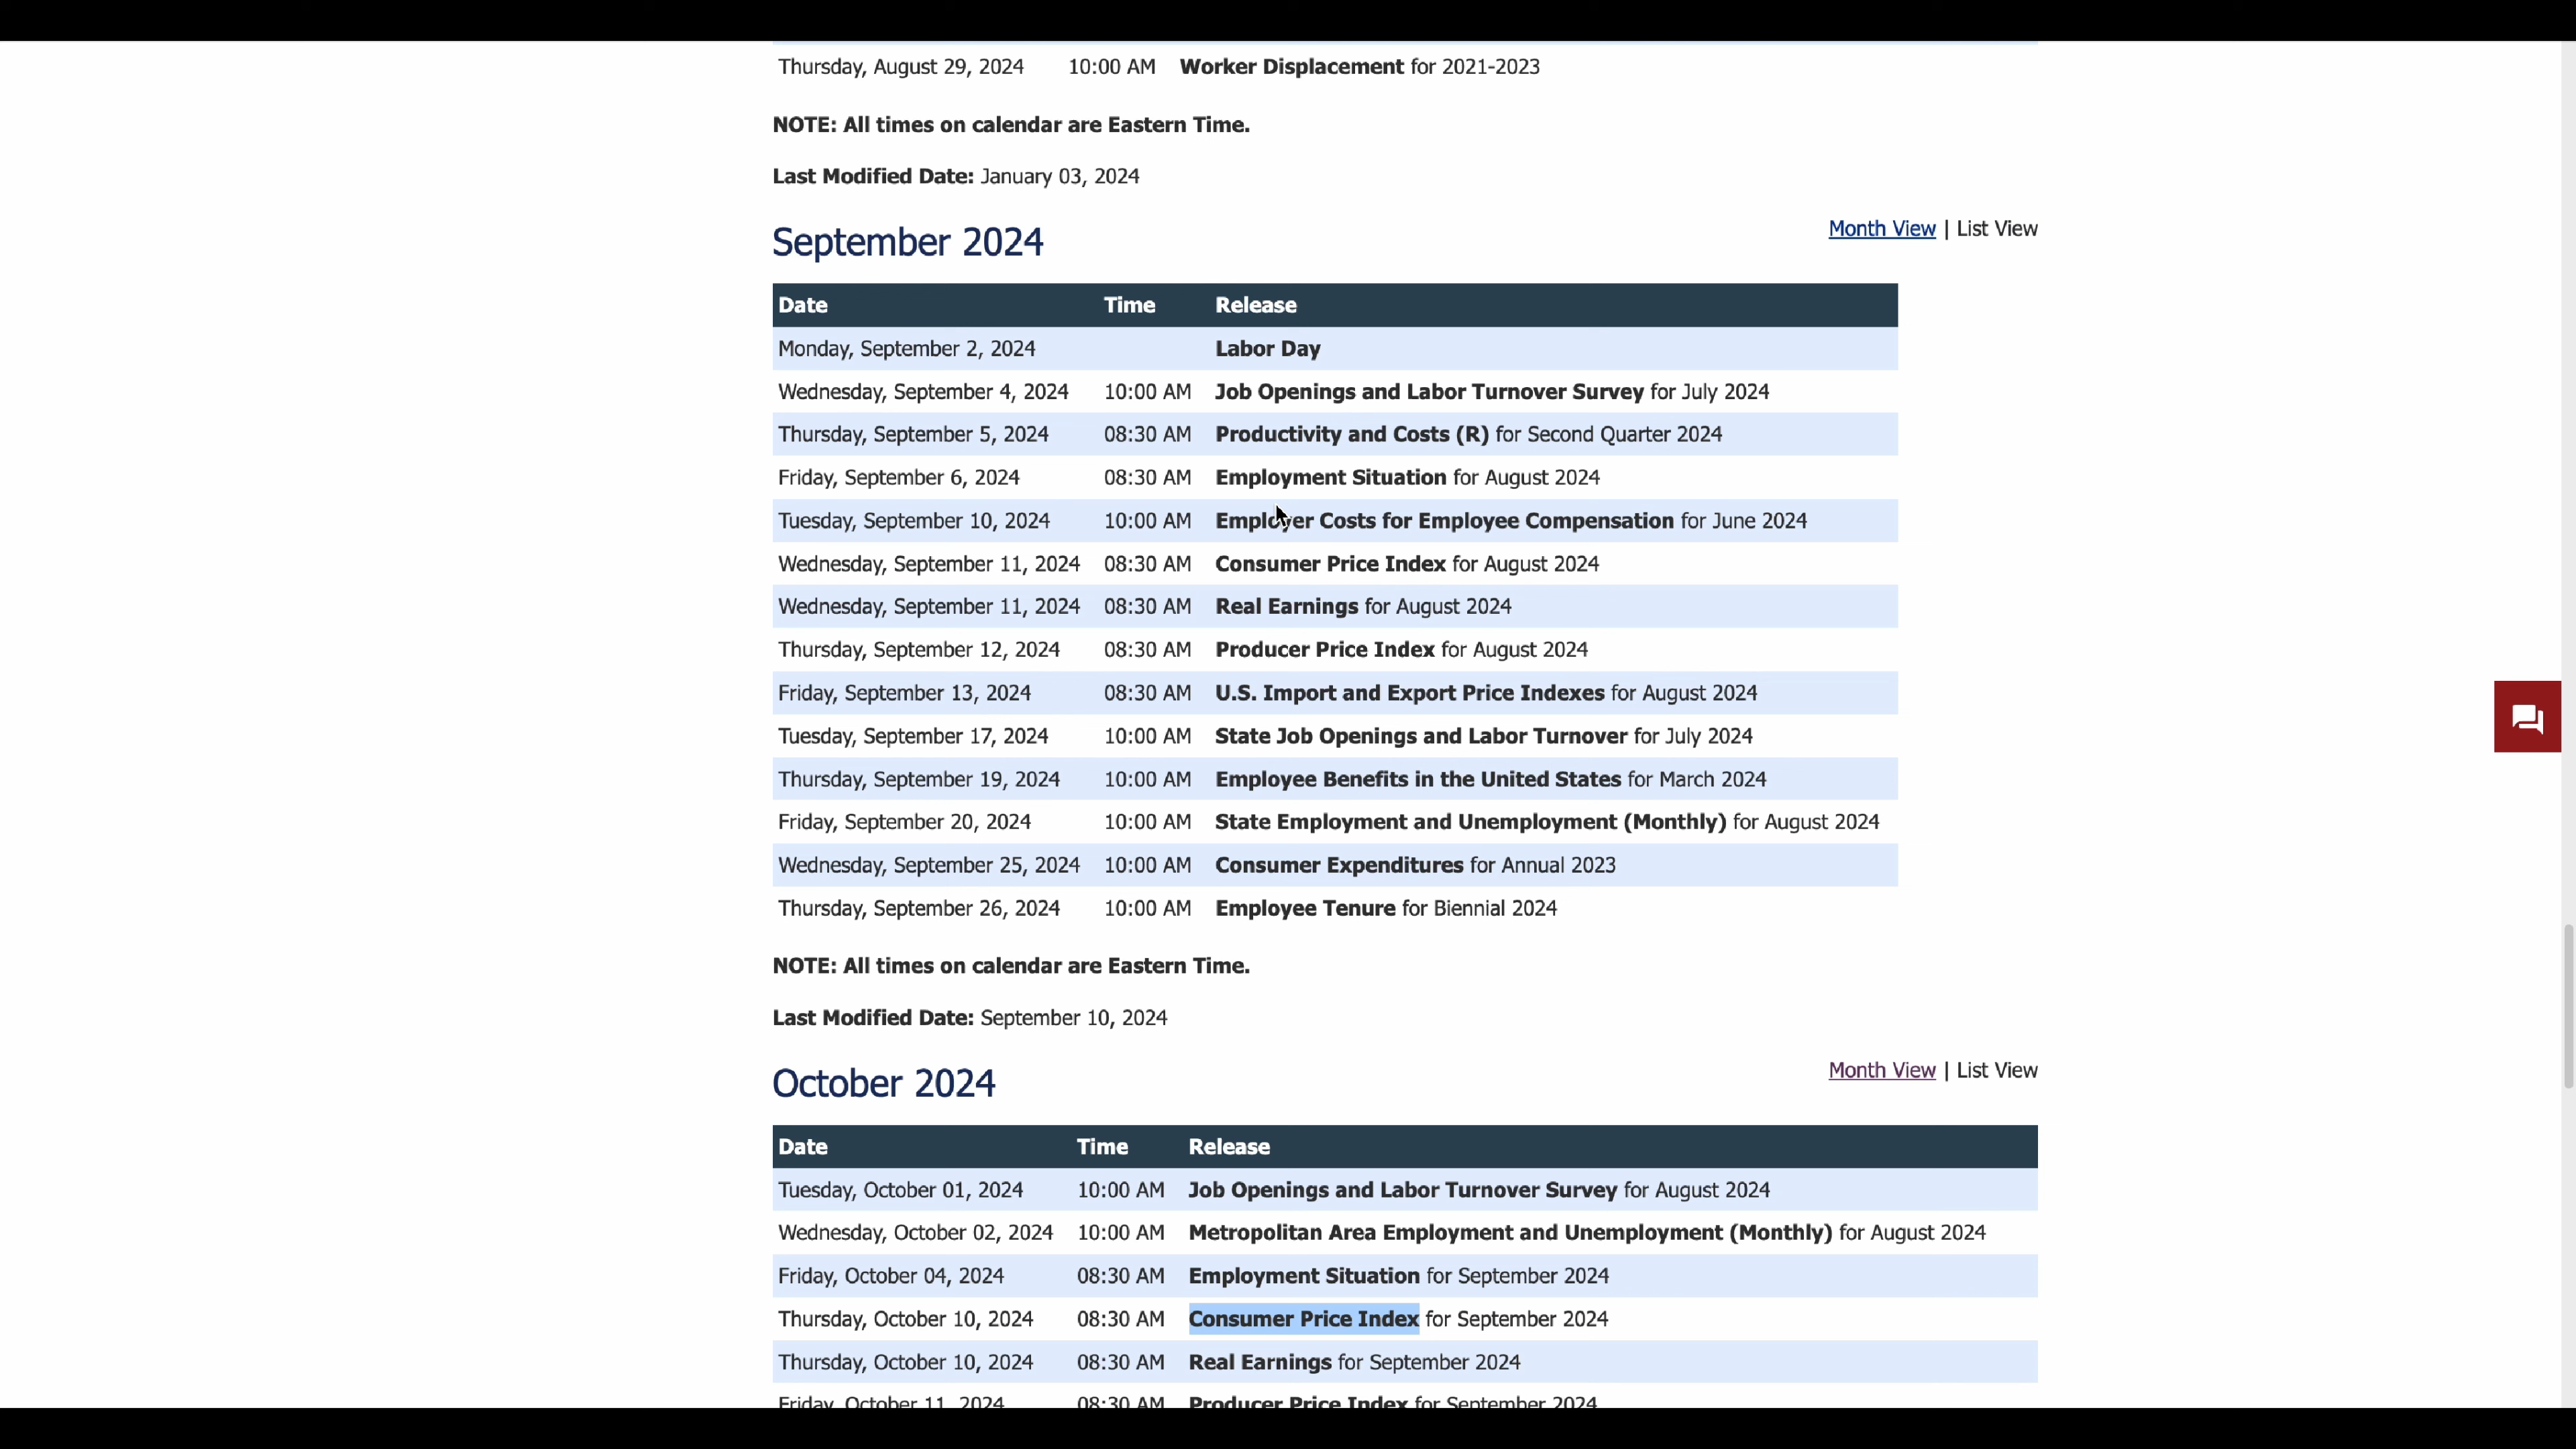 Thursday, August 29, 2024 10:00 AM Worker Displacement for 2021-2023
NOTE: All times on calendar are Eastern Time.
Last Modified Date: January 03, 2024
September 2024 Month View | List View
Date Time Release
Monday, September 2, 2024 Labor Day
Wednesday, September 4, 2024 10:00 AM Job Openings and Labor Turnover Survey for July 2024
Thursday, September 5, 2024 08:30 AM Productivity and Costs (R) for Second Quarter 2024
Friday, September 6, 2024 08:30 AM Employment Situation for August 2024
Tuesday, September 10, 2024 10:00 AM Employer Costs for Employee Compensation for June 2024
Wednesday, September 11, 2024 08:30 AM Consumer Price Index for August 2024
Wednesday, September 11, 2024 08:30 AM Real Earnings for August 2024
Thursday, September 12, 2024 08:30 AM Producer Price Index for August 2024
Friday, September 13, 2024 08:30 AM U.S. Import and Export Price Indexes for August 2024
Tuesday, September 17, 2024 10:00 AM State Job Openings and Labor Turnover for July 2024
Thursday, September 19, 2024 10:00 AM Employee Benefits in the United States for March 2024
Friday, September 20, 2024 10:00 AM State Employment and Unemployment (Monthly) for August 2024
Wednesday, September 25, 2024 10:00 AM Consumer Expenditures for Annual 2023
Thursday, September 26, 2024 10:00 AM Employee Tenure for Biennial 2024
NOTE: All times on calendar are Eastern Time.
Last Modified Date: September 10, 2024
October 2024 Month View | List View
Date Time Release
Tuesday, October 01, 2024 10:00 AM Job Openings and Labor Turnover Survey for August 2024
Wednesday, October 02, 2024 10:00 AM Metropolitan Area Employment and Unemployment (Monthly) for August 2024
Friday, October 04, 2024 08:30 AM Employment Situation for September 2024
Thursday, October 10, 2024 08:30 AM Consumer Price Index for September 2024
Thursday, October 10, 2024 08:30 AM Real Earnings for September 2024
Friday, October 11, 2024 08:30 AM Producer Price Index for September 2024